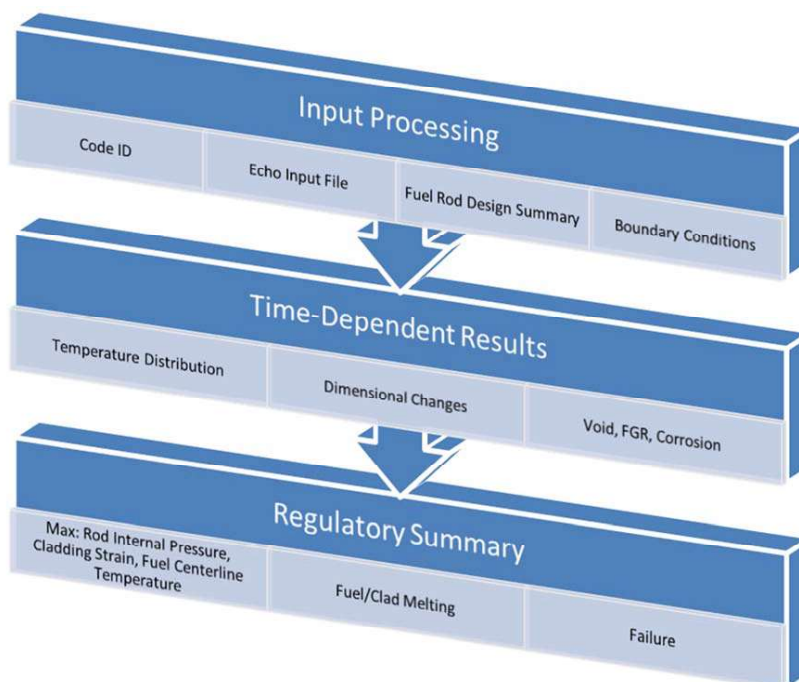 Input Processing
Code ID
Echo Input File
Fuel Rod Design Summary
Boundary Conditions
Time-Dependent Results
Temperature Distribution
Dimensional Changes
Void, FGR, Corrosion
Regulatory Summary
Max: Rod Internal Pressure,
Cladding Strain, Fuel Centerline
Temperature
Fuel/Clad Melting
Failure